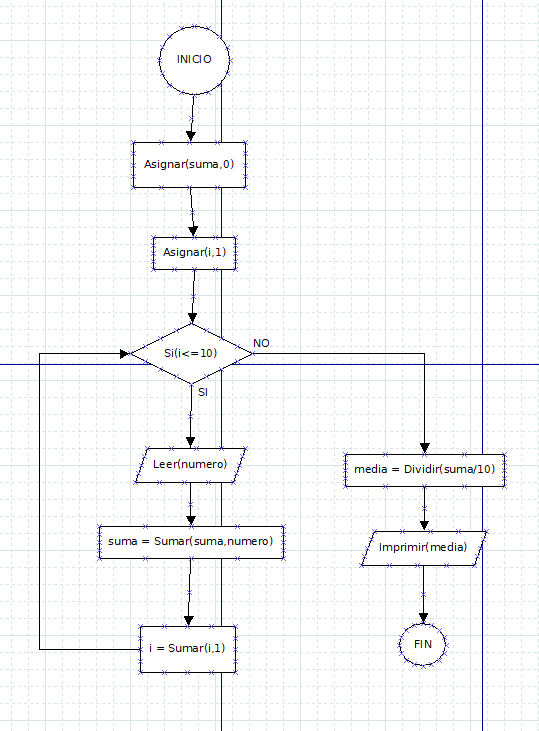 INICIO
Asignar(suma,0)
Asignar(i,1)
Si(i<=10)
NO
SI
Leer(numero)
suma = Sumar(suma,numero)
i = Sumar(i,1)
media = Dividir(suma/10)
Imprimir(media)
FIN